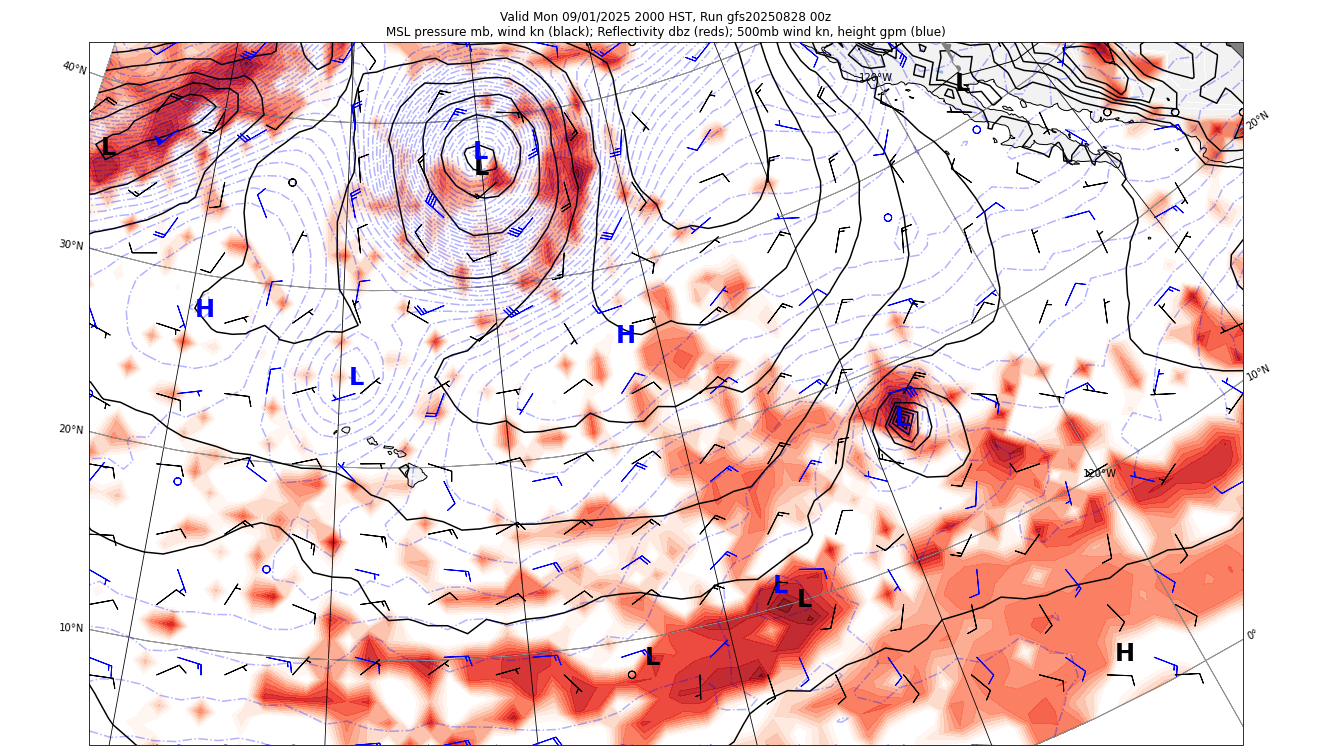 Valid Mon 09/01/2025 2000 HST, Run gfs20250828 00z
MSL pressure mb, wind kn (black); Reflectivity dbz (reds); 500mb wind kn, height gpm (blue)
40°N
120°W
L
20°N
L
L
L
30°N
H
H
L
10°N
L
20°N
120°W
L
L
10°N
0°
L
H